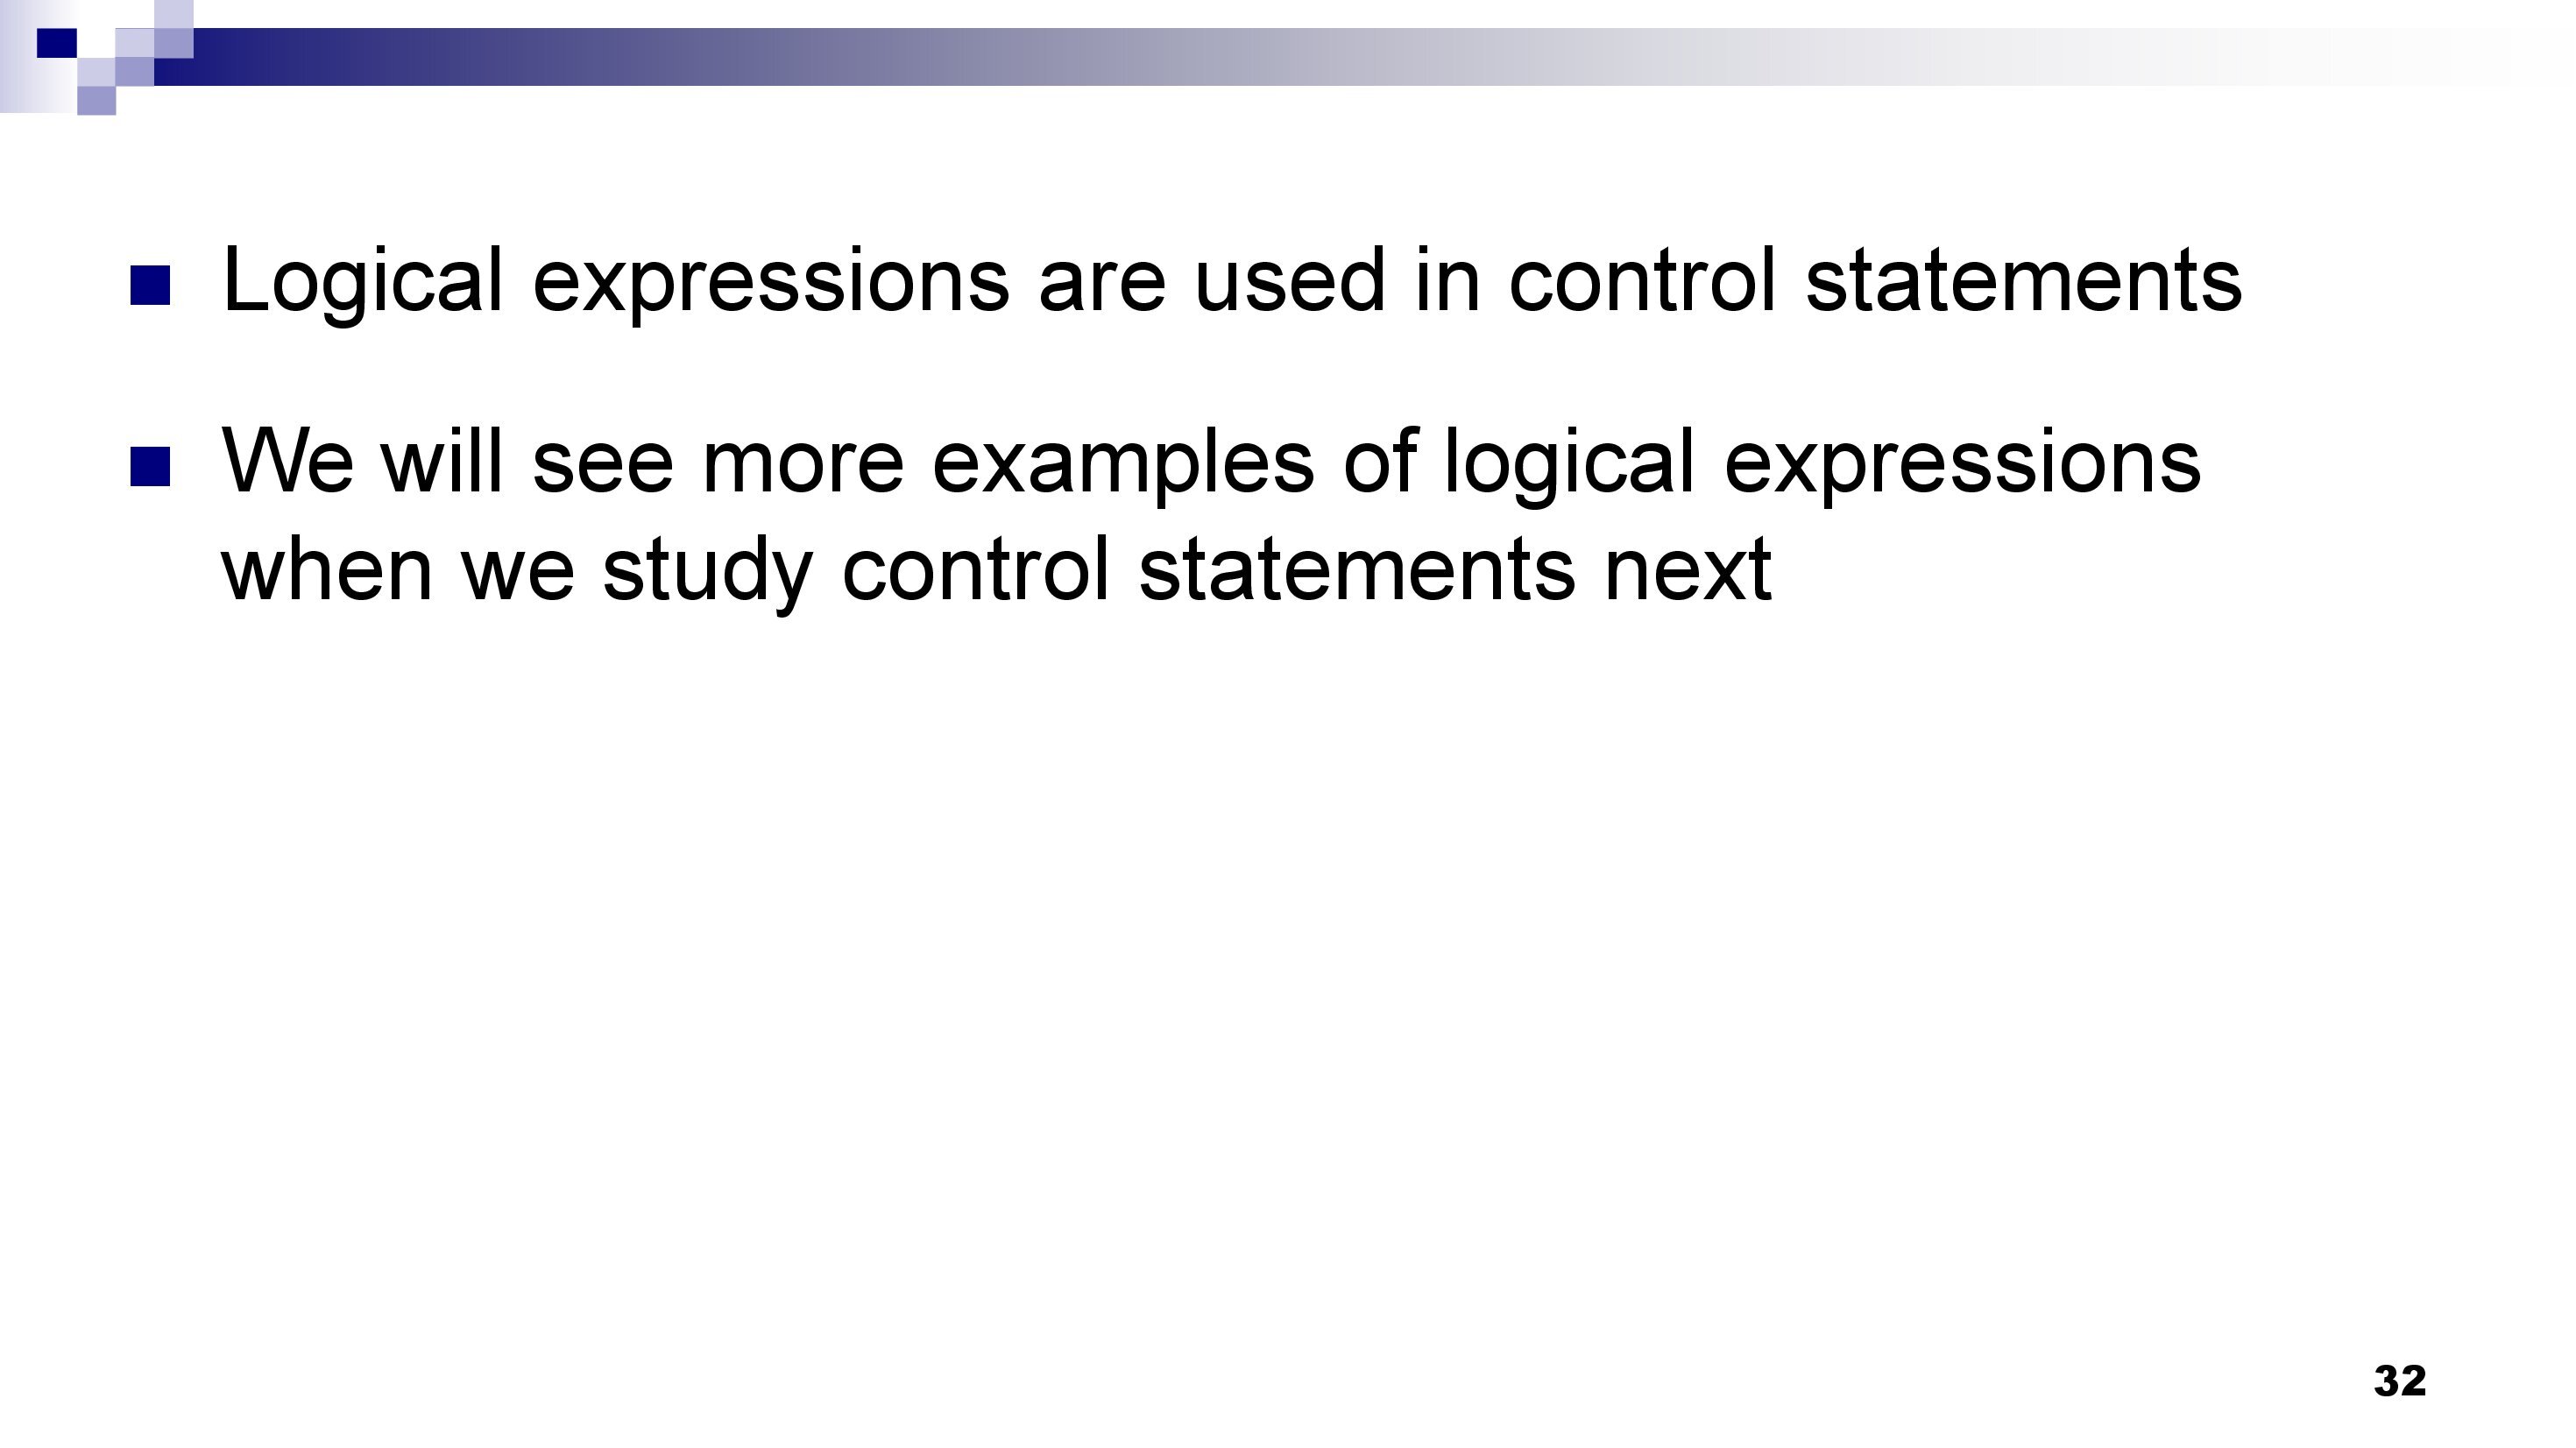 Logical expressions are used in control statements
We will see more examples of logical expressions
when we study control statements next
32